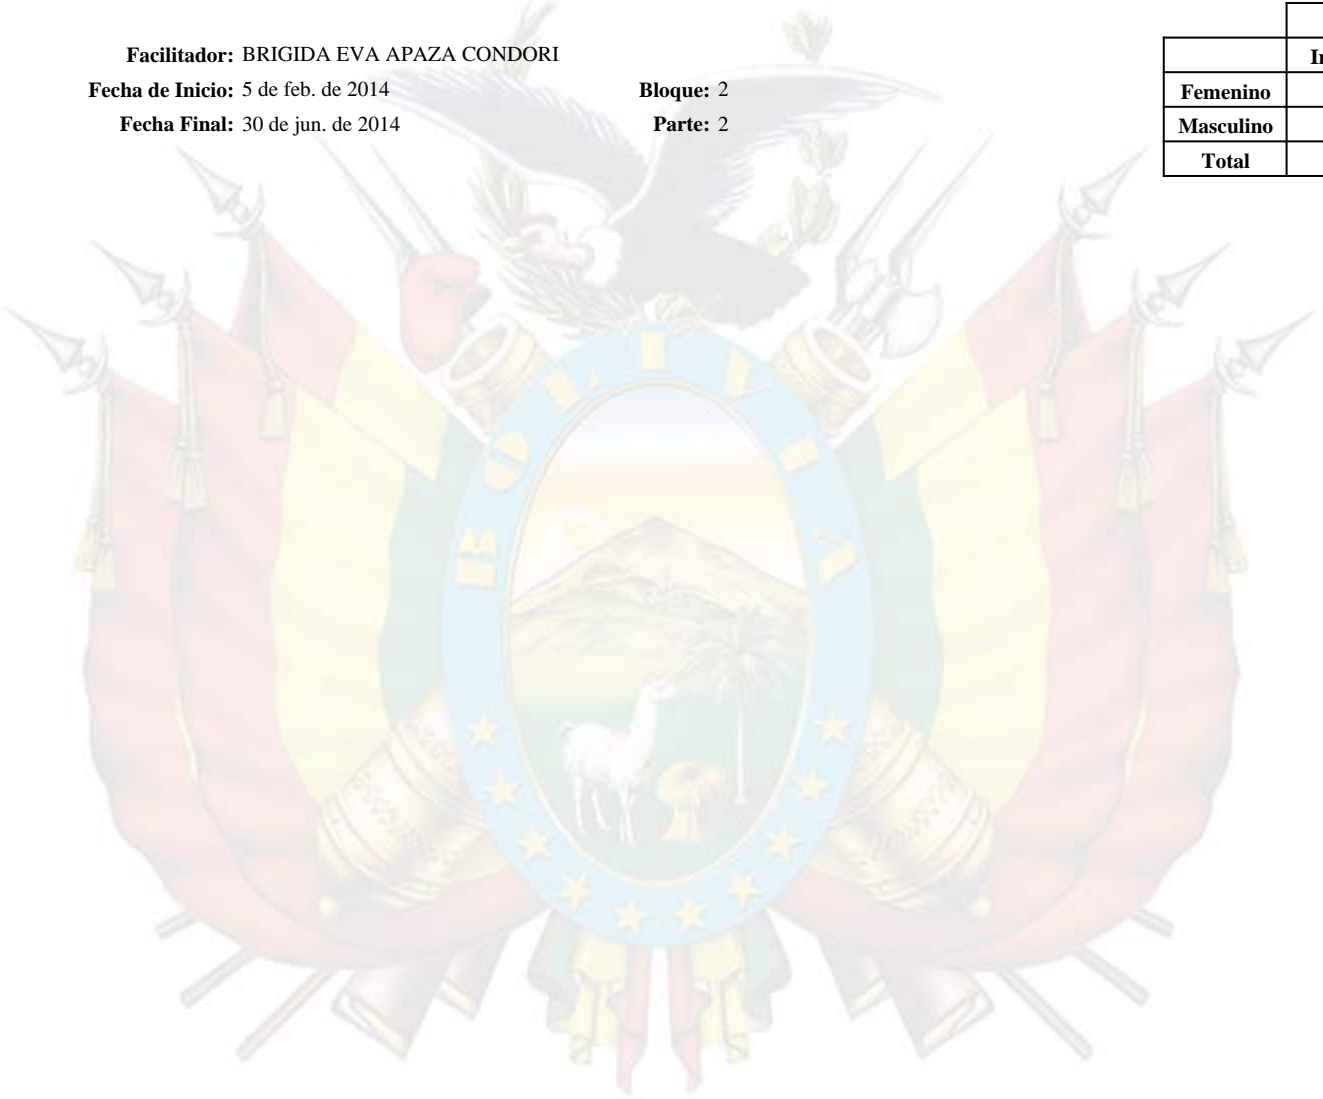 Facilitador: BRIGIDA EVA APAZA CONDORI
Fecha de Inicio: 5 de feb. de 2014 Bloque: 2
Fecha Final: 30 de jun. de 2014 Parte: 2
Femenino
Masculino
Total
BOLIVIA